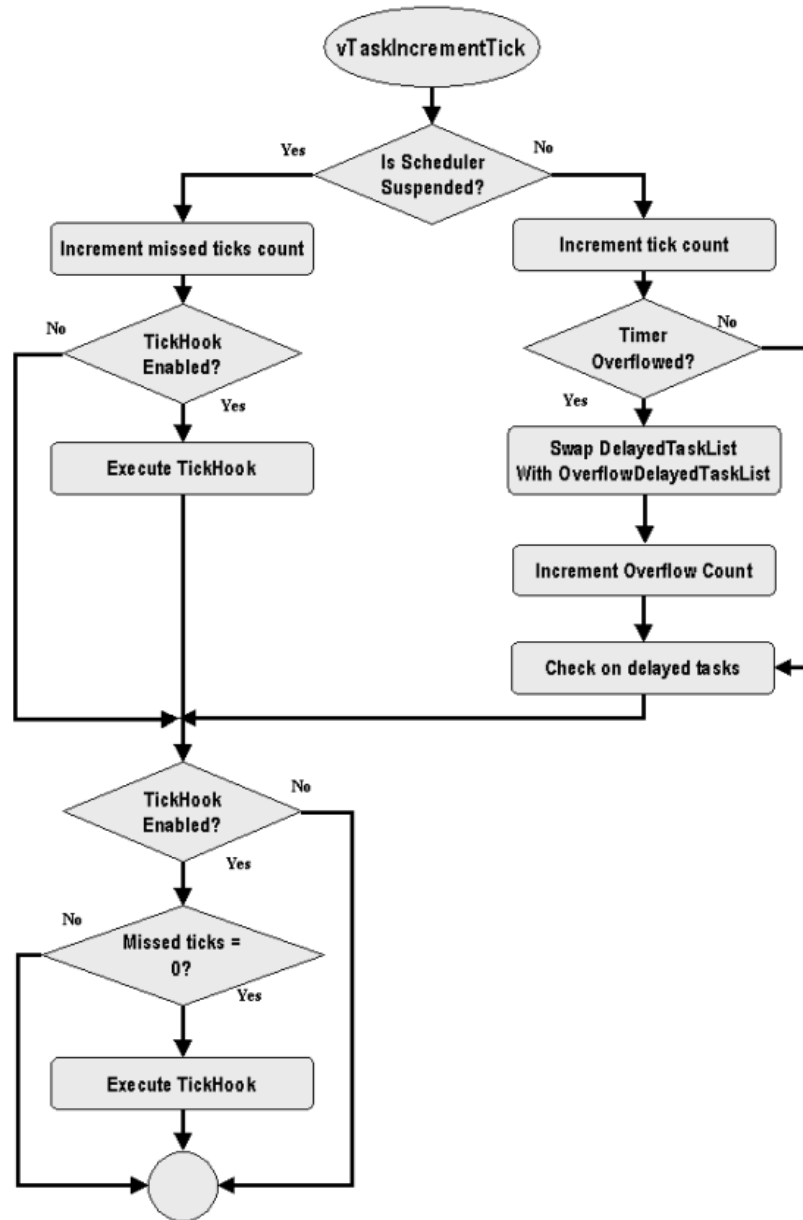 vTaskIncrementTick
Yes
Is Scheduler
Suspended?
No
Increment missed ticks count
Increment tick count
No
TickHook
Enabled?
Yes
Timer
Overflowed?
No
Yes
Execute TickHook
Swap DelayedTaskList
With OverflowDelayedTaskList
Increment Overflow Count
Check on delayed tasks
TickHook
Enabled?
No
Yes
No
Missed ticks =
0?
Yes
Execute TickHook